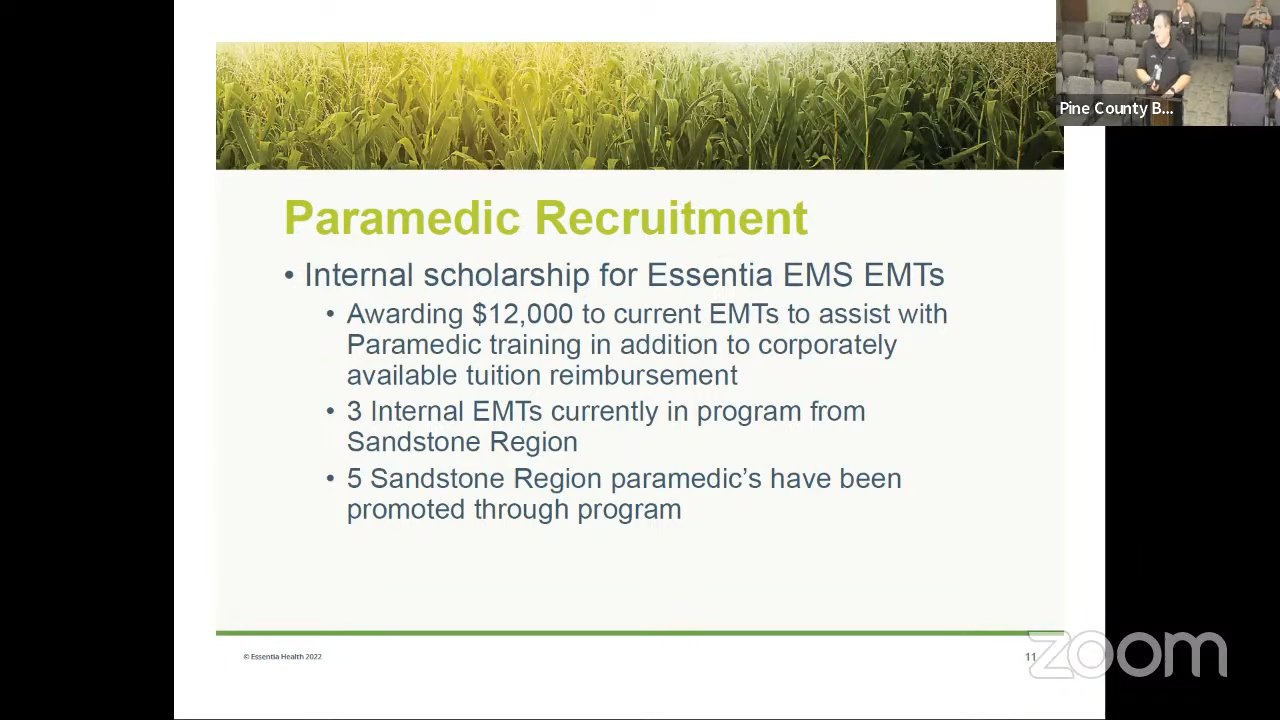 Pine County B...
Paramedic Recruitment
• Internal scholarship for Essentia EMS EMTs
• Awarding $12,000 to current EMTs to assist with
Paramedic training in addition to corporately
available tuition reimbursement
• 3 Internal EMTs currently in program from
Sandstone Region
• 5 Sandstone Region paramedic’s have been
promoted through program
© Essentia Health 2022
11
zoom